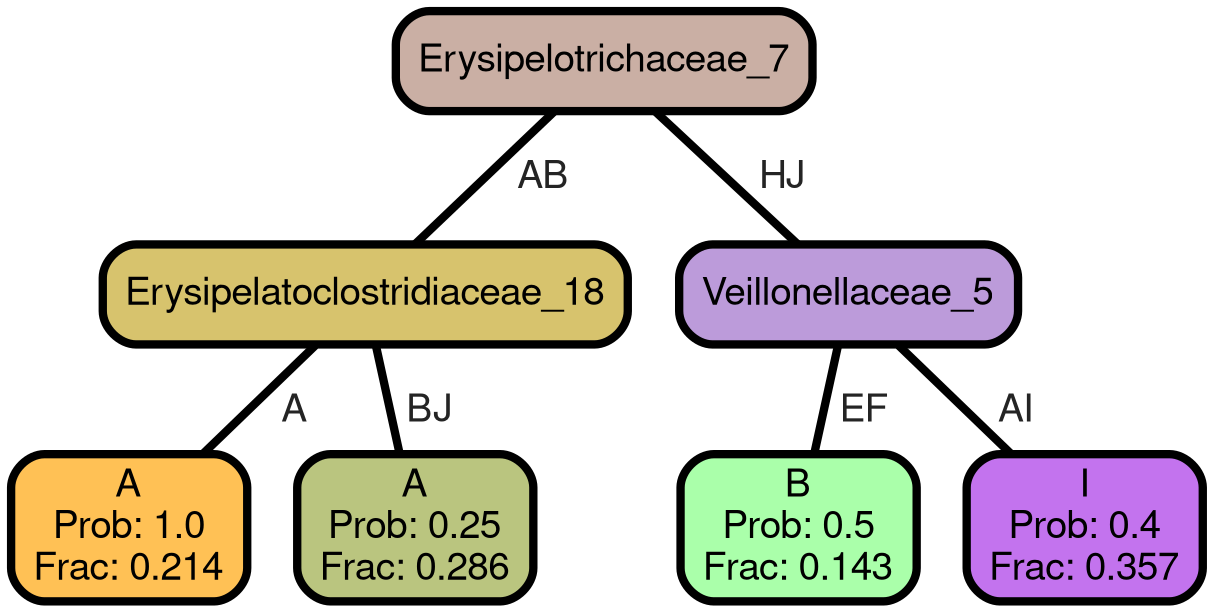 Erysipelotrichaceae_7
AB
HJ
Erysipelatoclostridiaceae_18
Veillonellaceae_5
A
BJ
EF
AI
A
Prob: 1.0
Frac: 0.214
A
Prob: 0.25
Frac: 0.286
B
Prob: 0.5
Frac: 0.143
I
Prob: 0.4
Frac: 0.357